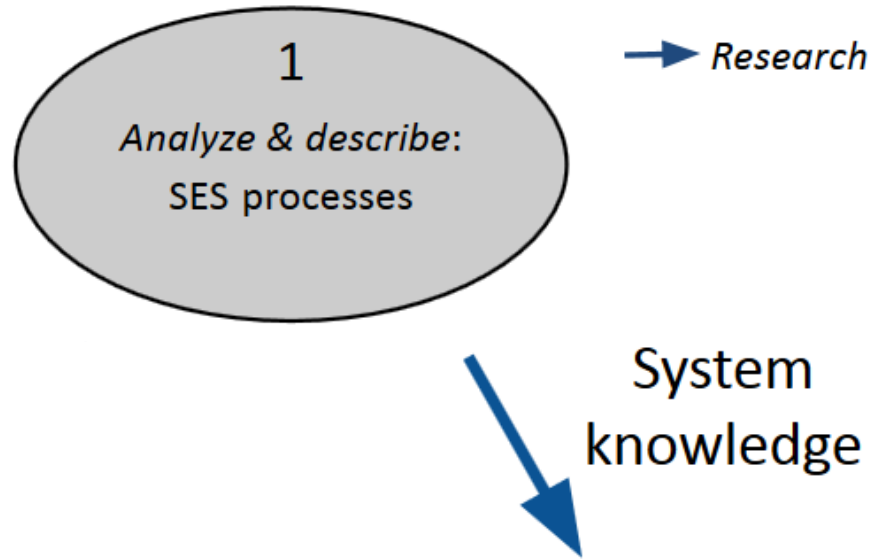 1
Research
Analyze & describe:
SES processes
System
knowledge